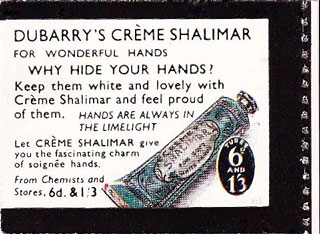 DUBARRY'S CRÈME SHALIMAR
FOR WONDERFUL HANDS
WHY HIDE YOUR HANDS?
Keep them white and lovely with
Crème Shalimar and feel proud
of them. HANDS ARE ALWAYS IN
THE LIMELIGHT
Let CRÈME SHALIMAR give
you the fascinating charm
of soignée hands.
From Chemists and
Stores. 6d. & 1/3
TUBES
6D
AND
1/3
SHALIMAR